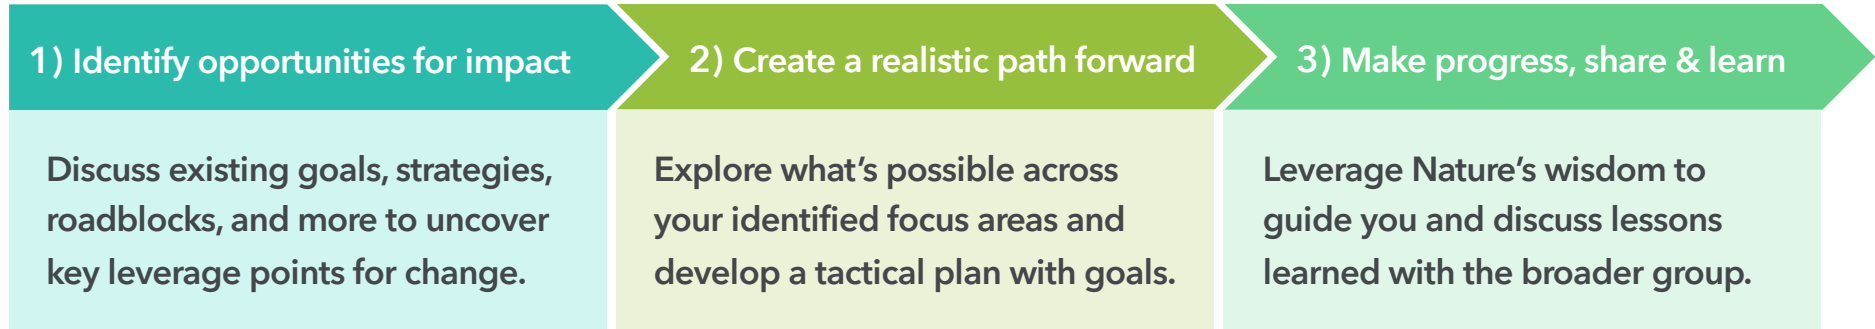 1) Identify opportunities for impact
Discuss existing goals, strategies,
roadblocks, and more to uncover
key leverage points for change.
2) Create a realistic path forward
Explore what’s possible across
your identified focus areas and
develop a tactical plan with goals.
3) Make progress, share & learn
Leverage Nature’s wisdom to
guide you and discuss lessons
learned with the broader group.